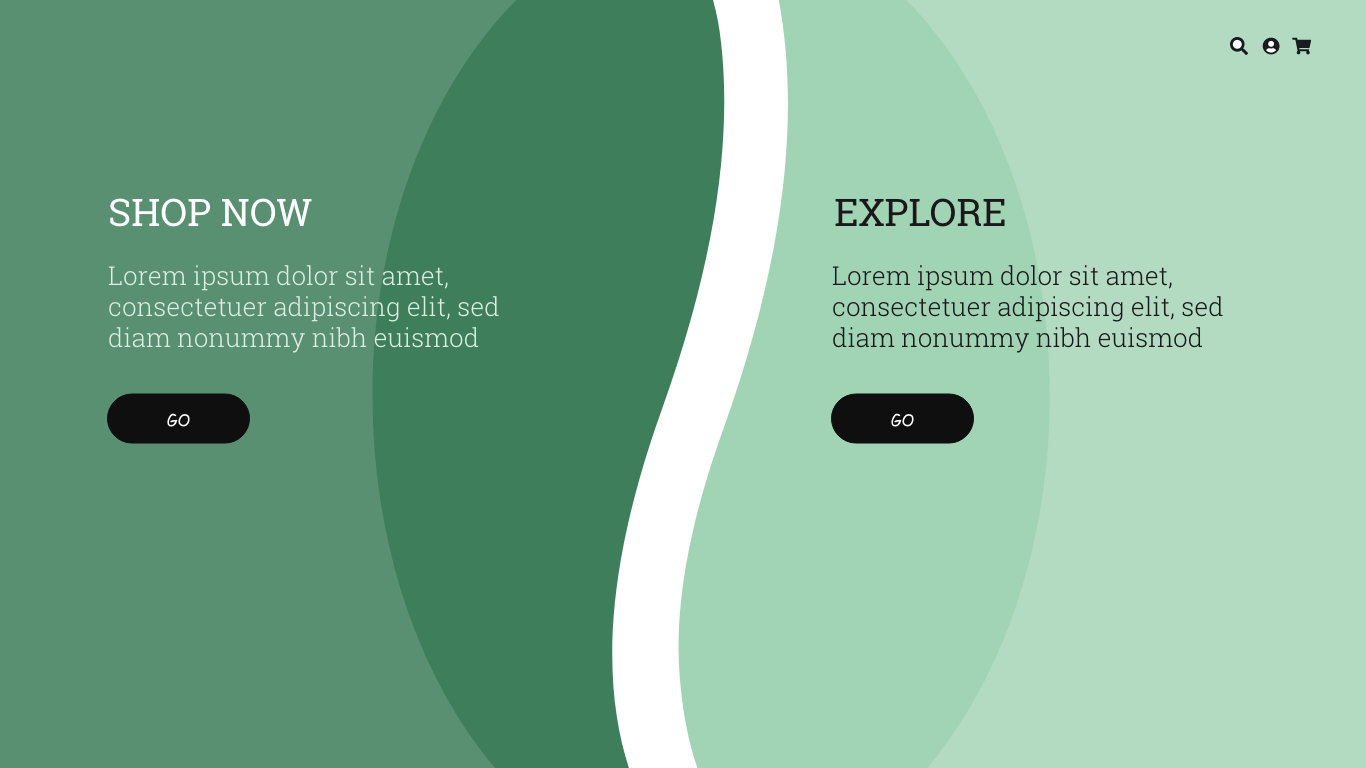 SHOP NOW
Lorem ipsum dolor sit amet,
consectetuer adipiscing elit, sed
diam nonummy nibh euismod
GO
EXPLORE
Lorem ipsum dolor sit amet,
consectetuer adipiscing elit, sed
diam nonummy nibh euismod
GO